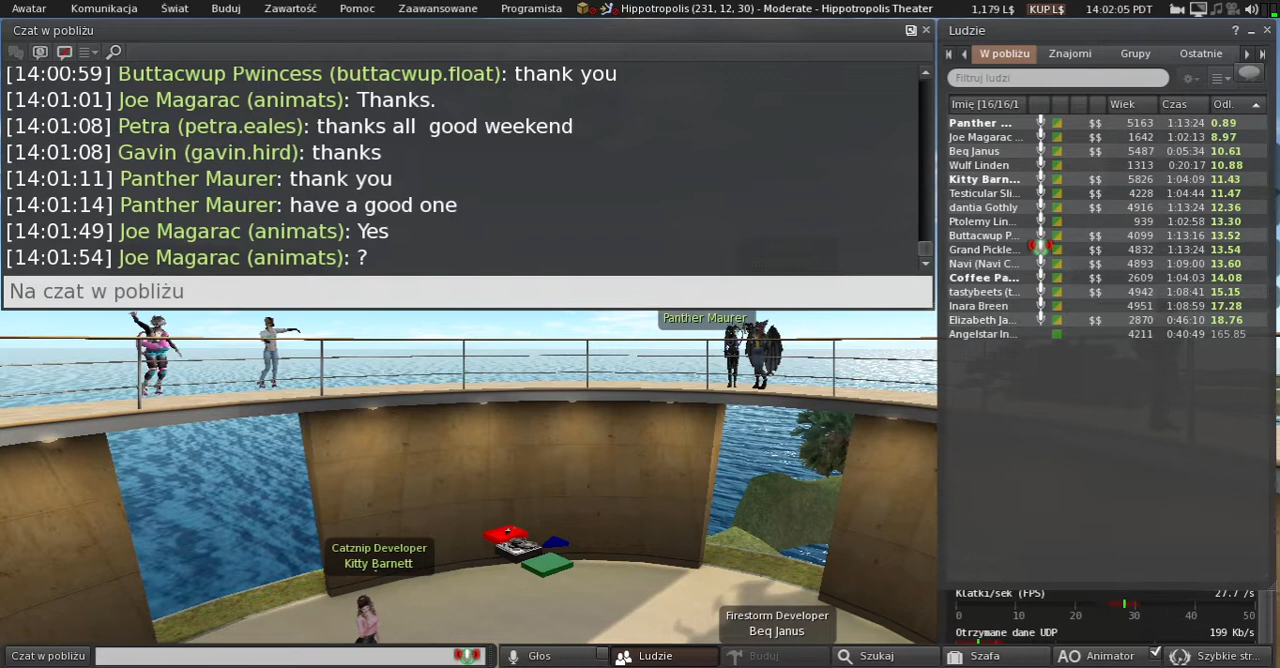 Awatar Komunikacja Świat Buduj Zawartość Pomoc Zaawansowane Programista Hippotropolis (231, 12, 30) - Moderate - Hippotropolis Theater 1,179 L$ KUP L$ 14:02:05 PDT
Czat w pobliżu
[14:00:59] Buttacwup Pwincess (buttacwup.float): thank you
[14:01:01] Joe Magarac (animats): Thanks.
[14:01:08] Petra (petra.eales): thanks all good weekend
[14:01:08] Gavin (gavin.hird): thanks
[14:01:11] Panther Maurer: thank you
[14:01:14] Panther Maurer: have a good one
[14:01:49] Joe Magarac (animats): Yes
[14:01:54] Joe Magarac (animats): ?
Na czat w pobliżu
Ludzie
W pobliżu Znajomi Grupy Ostatnie
Filtruj ludzi
Imię [16/16/1 Wiek Czas Odl.
Panther ... $$ 5163 1:13:24 0.89
Joe Magarac ... $$ 1642 1:02:13 8.97
Beq Janus $$ 5487 0:05:34 10.61
Wulf Linden 1313 0:20:17 10.88
Kitty Barn... $$ 5826 1:04:09 11.43
Testicular Sli... $$ 4228 1:04:44 11.47
dantia Gothly $$ 4916 1:13:24 12.36
Ptolemy Lin... 939 1:02:58 13.30
Buttacwup P... $$ 4099 1:13:16 13.52
Grand Pickle... $$ 4832 1:13:24 13.54
Navi (Navi C... $$ 4893 1:09:00 13.60
Coffee Pa... $$ 2609 1:04:03 14.08
tastybeets (t... $$ 4942 1:08:41 15.15
Inara Breen 4951 1:08:59 17.28
Elizabeth Ja... $$ 2870 0:46:10 18.76
Angelstar In... 4211 0:40:49 165.85
Panther Maurer
Catznip Developer
Kitty Barnett
Firestorm Developer
Beq Janus
Klatki/sek (FPS) 27.7 /s
0 10 20 30 40 50
Otrzymane dane UDP 199 Kb/s
Czat w pobliżu Głos Ludzie Buduj Szukaj Szafa AO Animator Szybkie str...